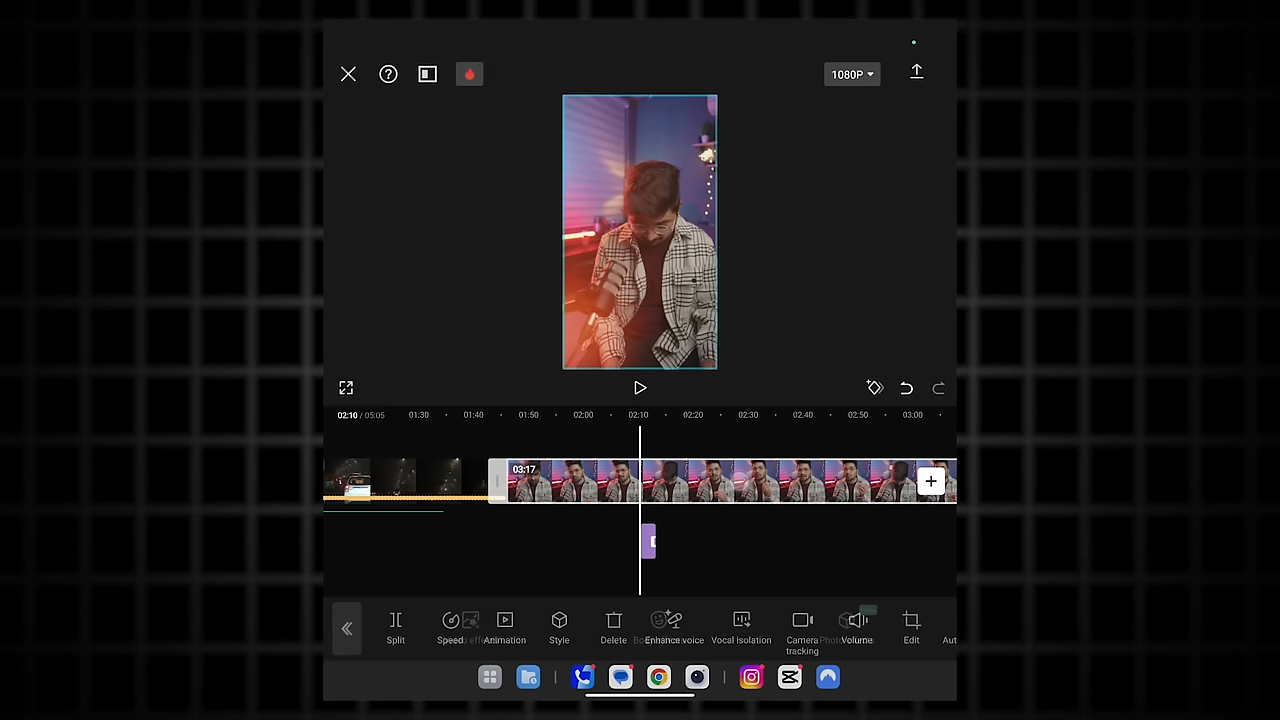 1080P
02:10 / 05:05 01:30 01:40 01:50 02:00 02:10 02:20 02:30 02:40 02:50 03:00
03:17
Split Speed Animation Style Delete Enhance voice Vocal isolation Camera tracking Volume Edit Aut